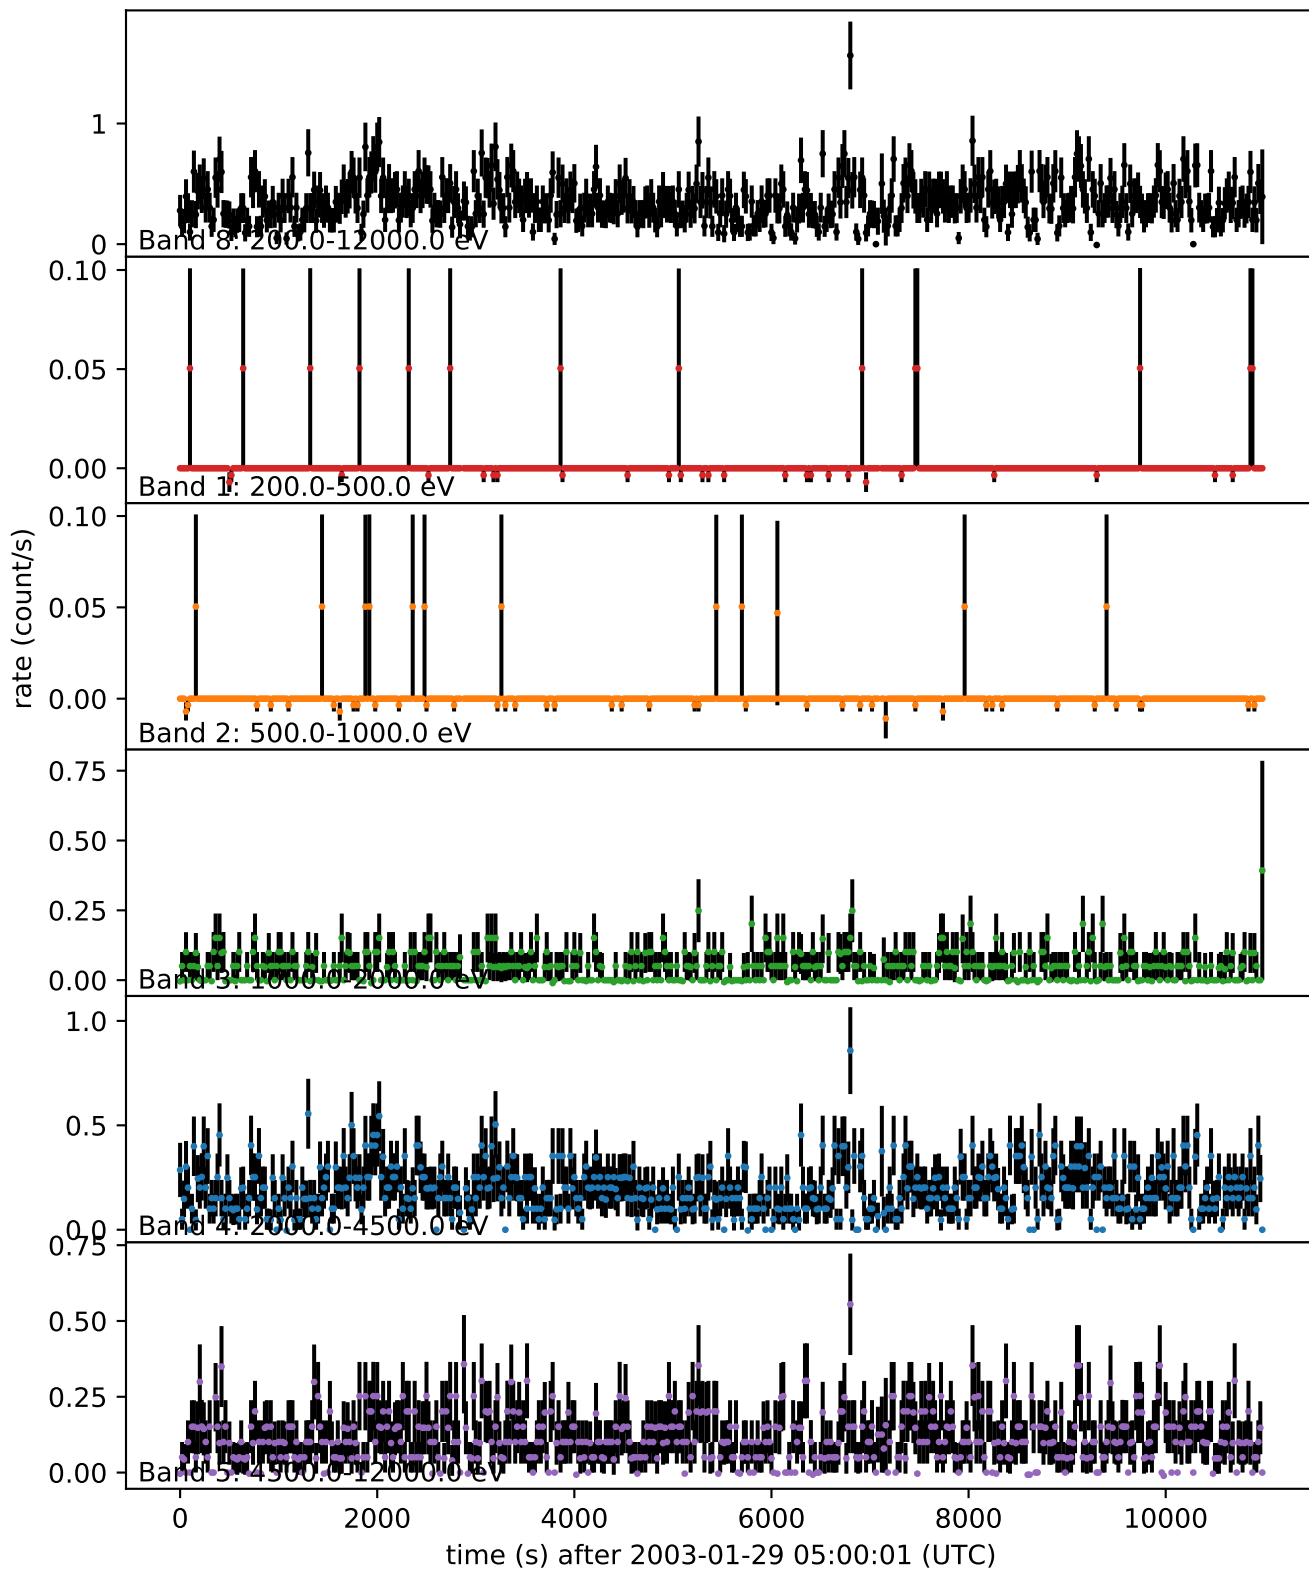 1
0
Band 8: 200.0-12000.0 eV
0.10
0.05
0.00
Band 1: 200.0-500.0 eV
0.10
0.05
0.00
Band 2: 500.0-1000.0 eV
rate (count/s)
0.75
0.50
0.25
0.00
Band 3: 1000.0-2000.0 eV
1.0
0.5
0.0
Band 4: 2000.0-4500.0 eV
0.75
0.50
0.25
0.00
Band 5: 4500.0-12000.0 eV
0 2000 4000 6000 8000 10000
time (s) after 2003-01-29 05:00:01 (UTC)